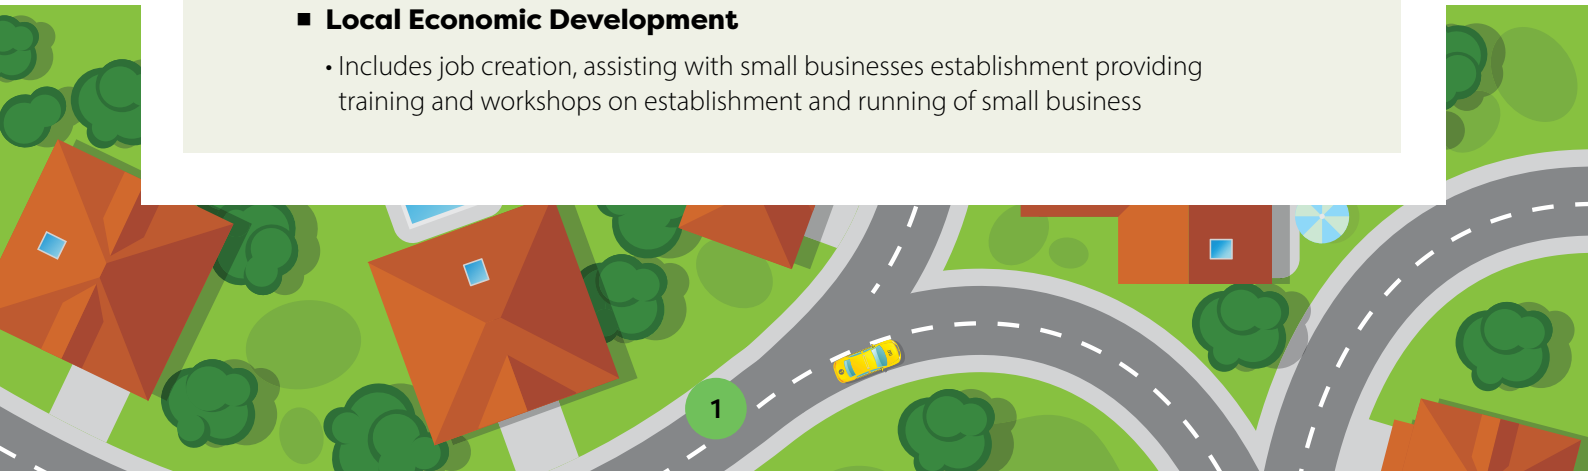 ■ Local Economic Development
• Includes job creation, assisting with small businesses establishment providing
training and workshops on establishment and running of small business
1